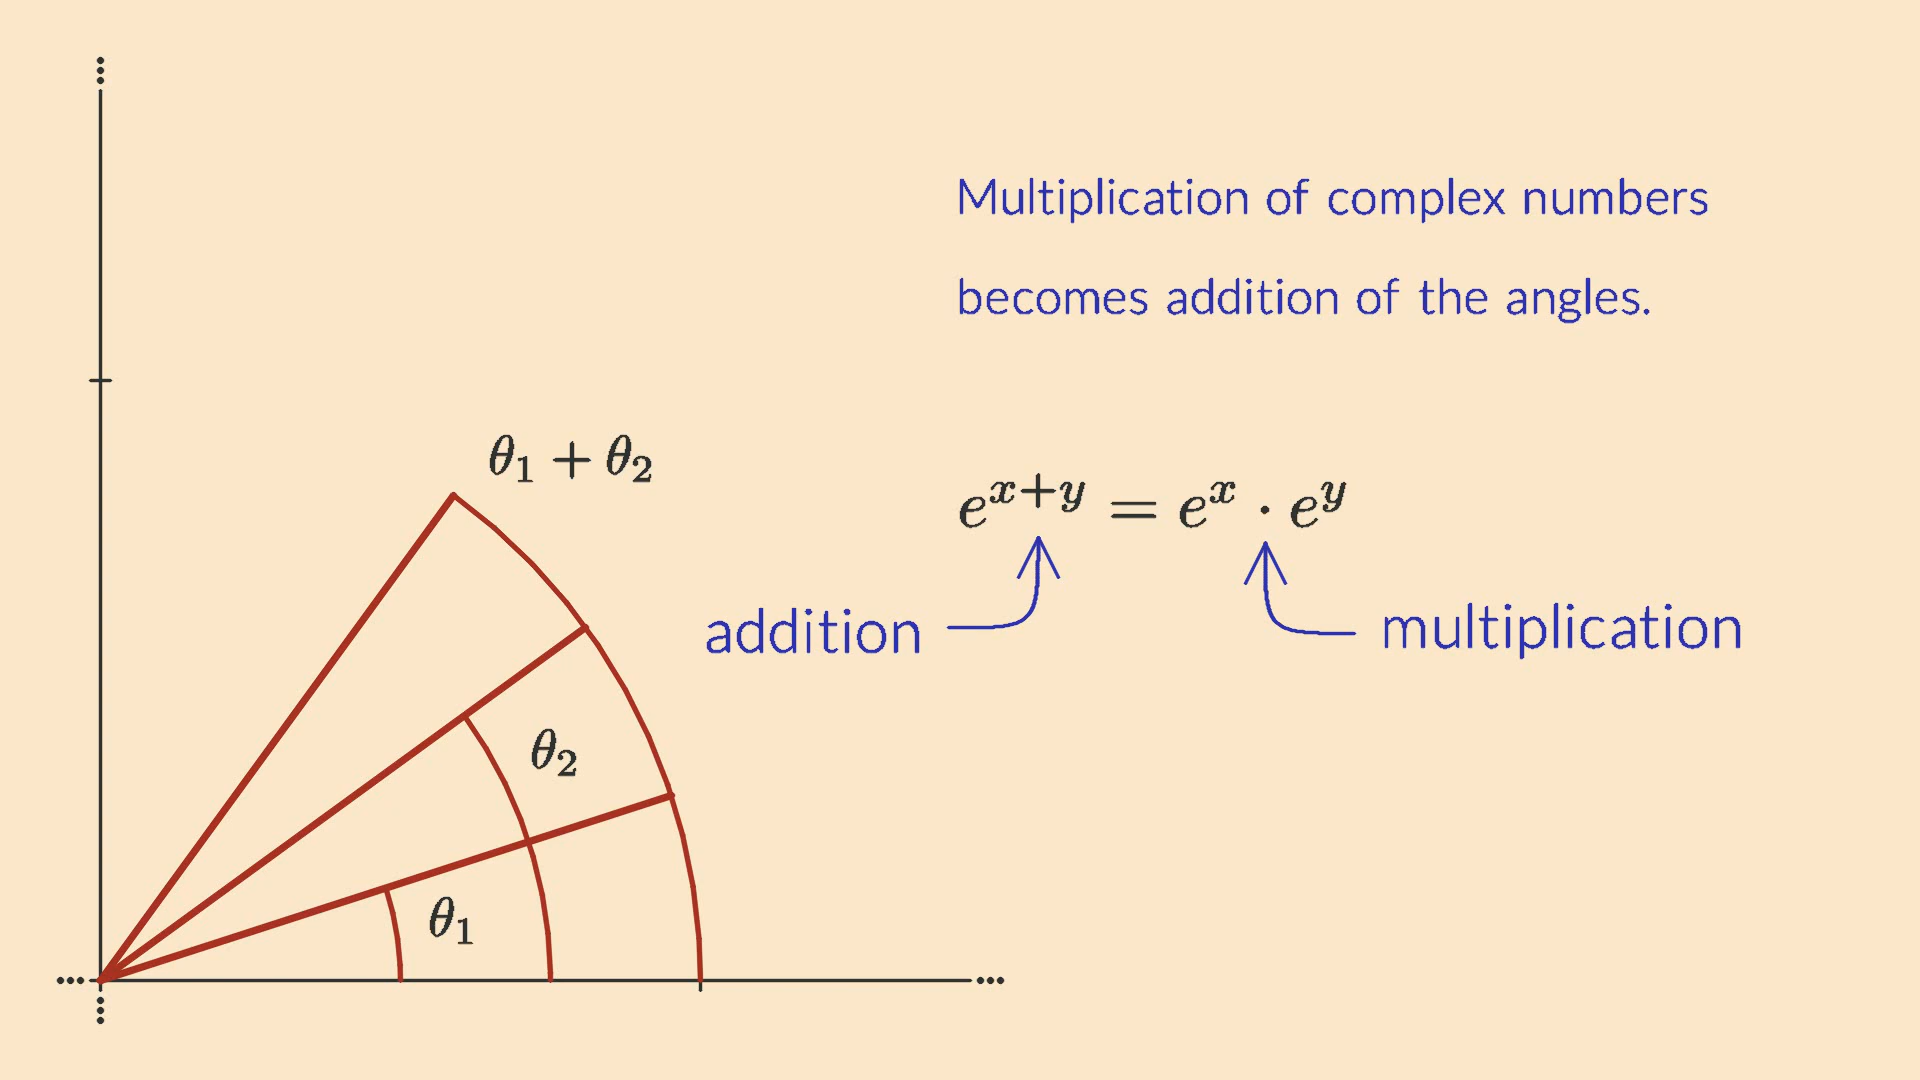 Multiplication of complex numbers
becomes addition of the angles.
θ₁ + θ₂
e^{x+y} = e^x · e^y
addition
multiplication
θ₂
θ₁